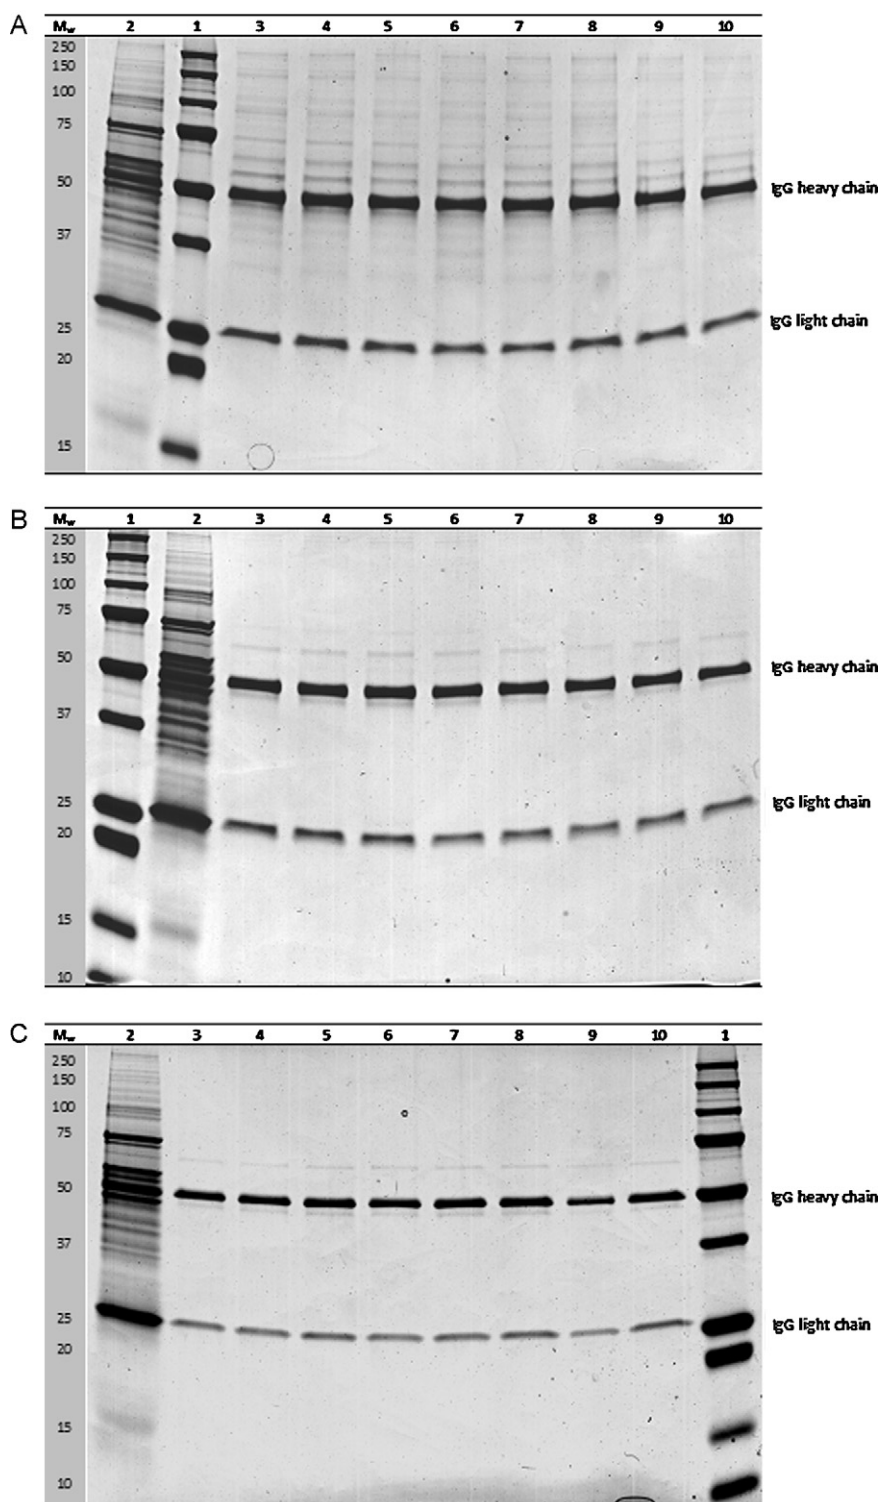 A
Mw 2 1 3 4 5 6 7 8 9 10
250
150
100
75
50
37
25
20
15
IgG heavy chain
IgG light chain
B
Mw 1 2 3 4 5 6 7 8 9 10
250
150
100
75
50
37
25
20
15
10
IgG heavy chain
IgG light chain
C
Mw 2 3 4 5 6 7 8 9 10 1
250
150
100
75
50
37
25
20
15
10
IgG heavy chain
IgG light chain